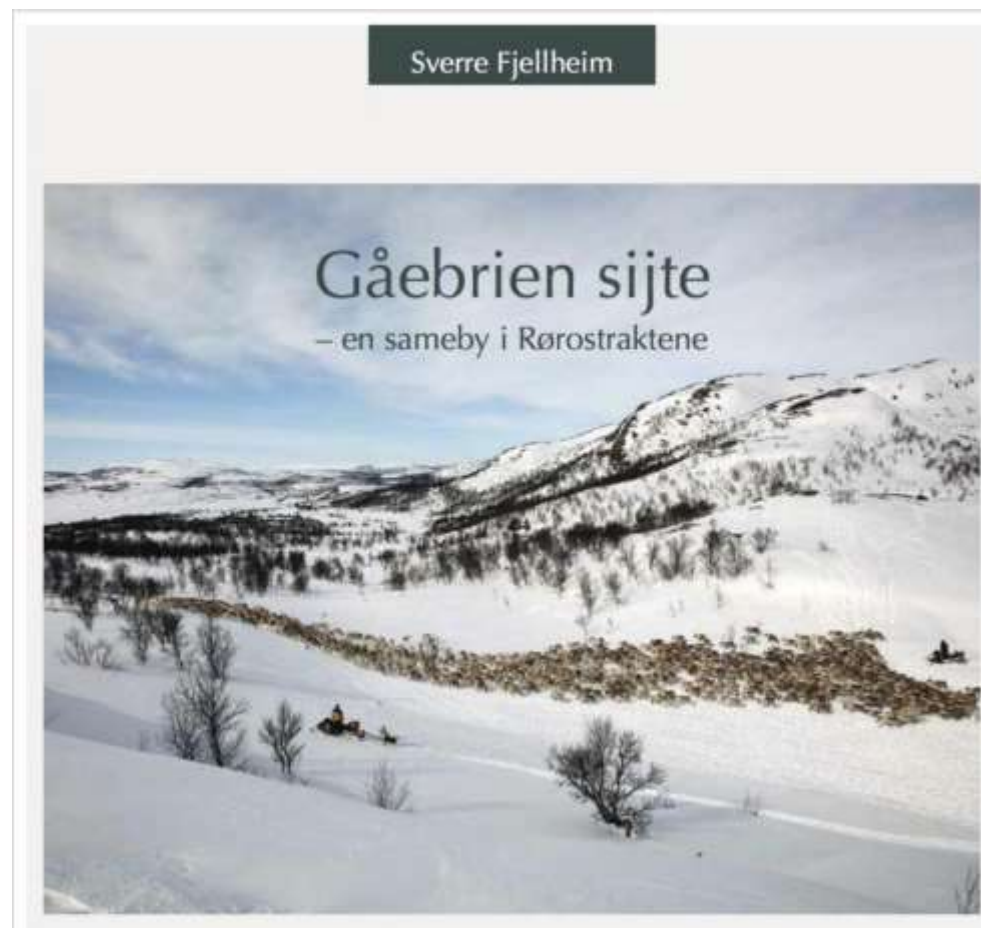 Sverre Fjellheim
Gåebrien sijte
– en sameby i Rørostraktene